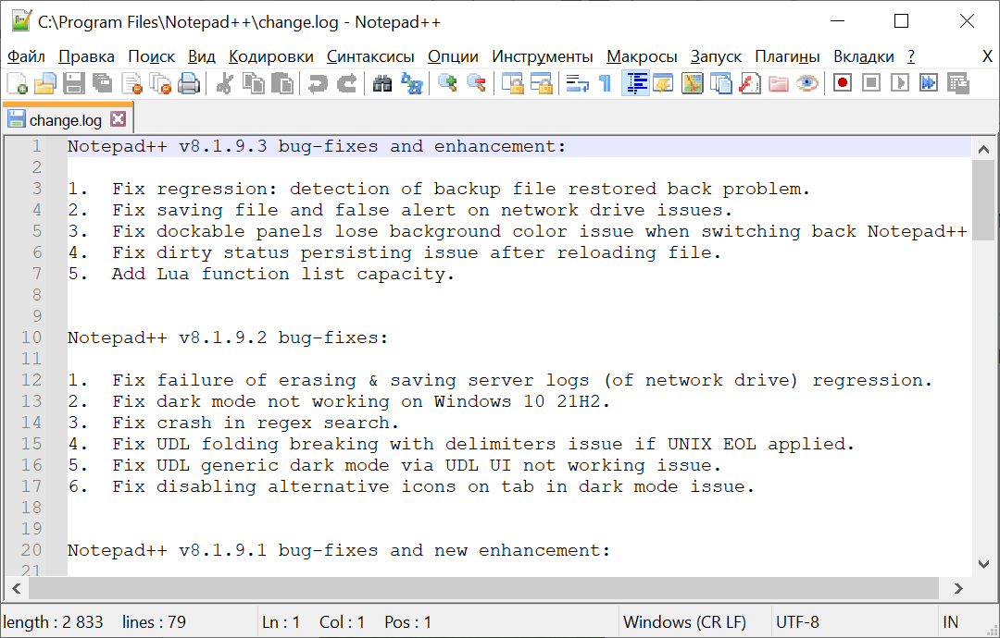 C:\Program Files\Notepad++\change.log - Notepad++
Файл Правка Поиск Вид Кодировки Синтаксисы Опции Инструменты Макросы Запуск Плагины Вкладки ? X
change.log
1 Notepad++ v8.1.9.3 bug-fixes and enhancement:
2
3 1.  Fix regression: detection of backup file restored back problem.
4 2.  Fix saving file and false alert on network drive issues.
5 3.  Fix dockable panels lose background color issue when switching back Notepad++
6 4.  Fix dirty status persisting issue after reloading file.
7 5.  Add Lua function list capacity.
8
9
10 Notepad++ v8.1.9.2 bug-fixes:
11
12 1.  Fix failure of erasing & saving server logs (of network drive) regression.
13 2.  Fix dark mode not working on Windows 10 21H2.
14 3.  Fix crash in regex search.
15 4.  Fix UDL folding breaking with delimiters issue if UNIX EOL applied.
16 5.  Fix UDL generic dark mode via UDL UI not working issue.
17 6.  Fix disabling alternative icons on tab in dark mode issue.
18
19
20 Notepad++ v8.1.9.1 bug-fixes and new enhancement:
21
length : 2 833 lines : 79 Ln : 1 Col : 1 Pos : 1 Windows (CR LF) UTF-8 IN